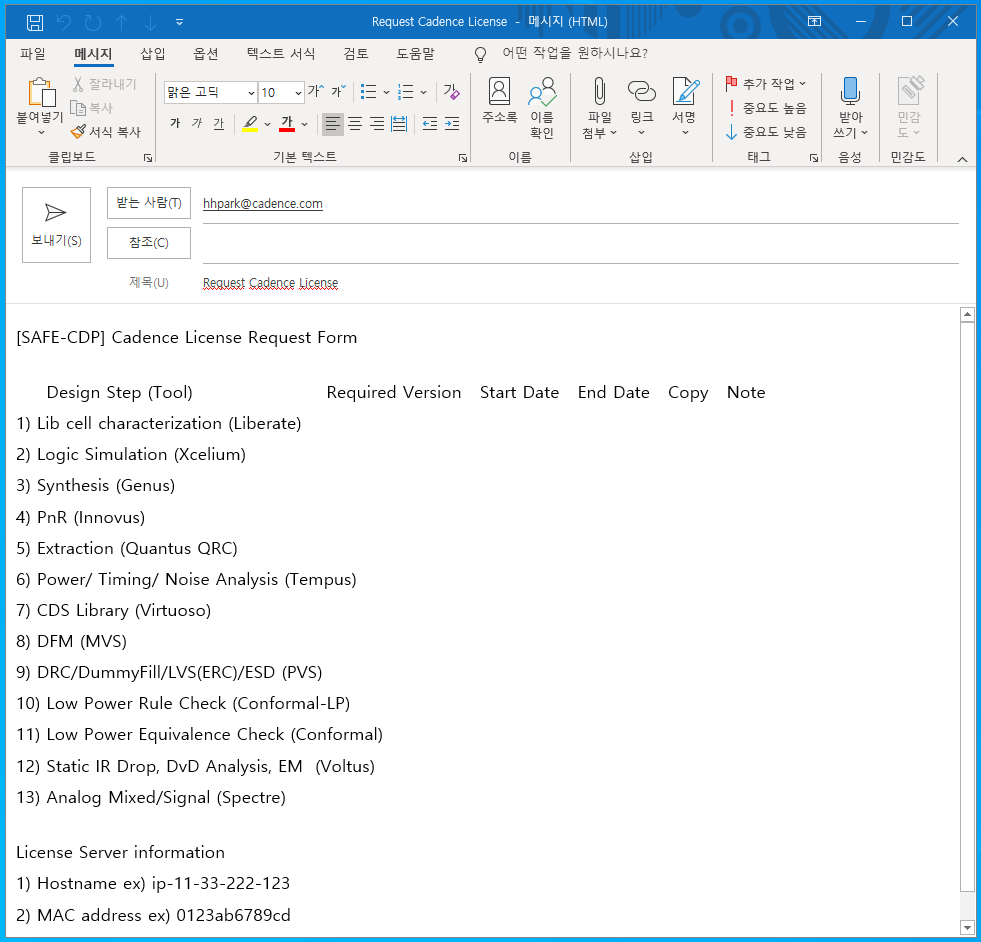 Request Cadence License - 메시지 (HTML)
파일 메시지 삽입 옵션 텍스트 서식 검토 도움말 어떤 작업을 원하시나요?
붙여넣기
잘라내기
복사
서식 복사
클립보드
맑은 고딕 10 가 가
가 가 가 가
기본 텍스트
주소록
이름 확인
이름
파일 첨부
링크
서명
삽입
추가 작업
중요도 높음
중요도 낮음
태그
받아쓰기
음성
민감도
민감도
보내기(S)
받는 사람(T) hhpark@cadence.com
참조(C)
제목(U) Request Cadence License
[SAFE-CDP] Cadence License Request Form
Design Step (Tool) Required Version Start Date End Date Copy Note
1) Lib cell characterization (Liberate)
2) Logic Simulation (Xcelium)
3) Synthesis (Genus)
4) PnR (Innovus)
5) Extraction (Quantus QRC)
6) Power/ Timing/ Noise Analysis (Tempus)
7) CDS Library (Virtuoso)
8) DFM (MVS)
9) DRC/DummyFill/LVS(ERC)/ESD (PVS)
10) Low Power Rule Check (Conformal-LP)
11) Low Power Equivalence Check (Conformal)
12) Static IR Drop, DvD Analysis, EM (Voltus)
13) Analog Mixed/Signal (Spectre)
License Server information
1) Hostname ex) ip-11-33-222-123
2) MAC address ex) 0123ab6789cd